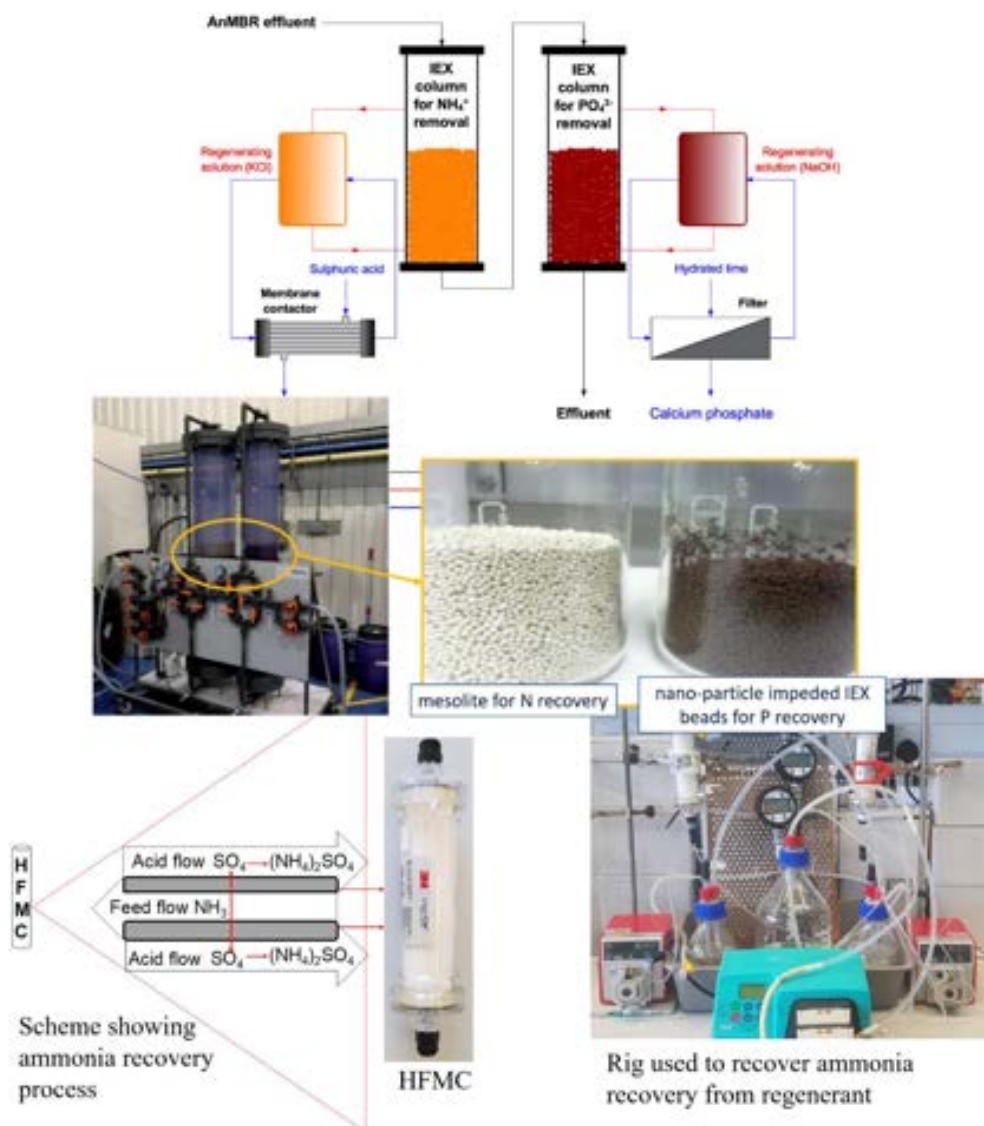 AnMBR effluent
IEX
column
for NH₄⁺
removal
IEX
column
for PO₄³⁻
removal
Regenerating
solution (KCl)
Regenerating
solution (NaOH)
Sulphuric acid
Hydrated lime
Membrane
contactor
Filter
Effluent
Calcium phosphate
mesolite for N recovery
nano-particle impeded IEX
beads for P recovery
H
F
M
C
Acid flow SO₄ (NH₄)₂SO₄
Feed flow NH₃
Acid flow SO₄ (NH₄)₂SO₄
3M
Scheme showing
ammonia recovery
process
HFMC
Rig used to recover ammonia
recovery from regenerant